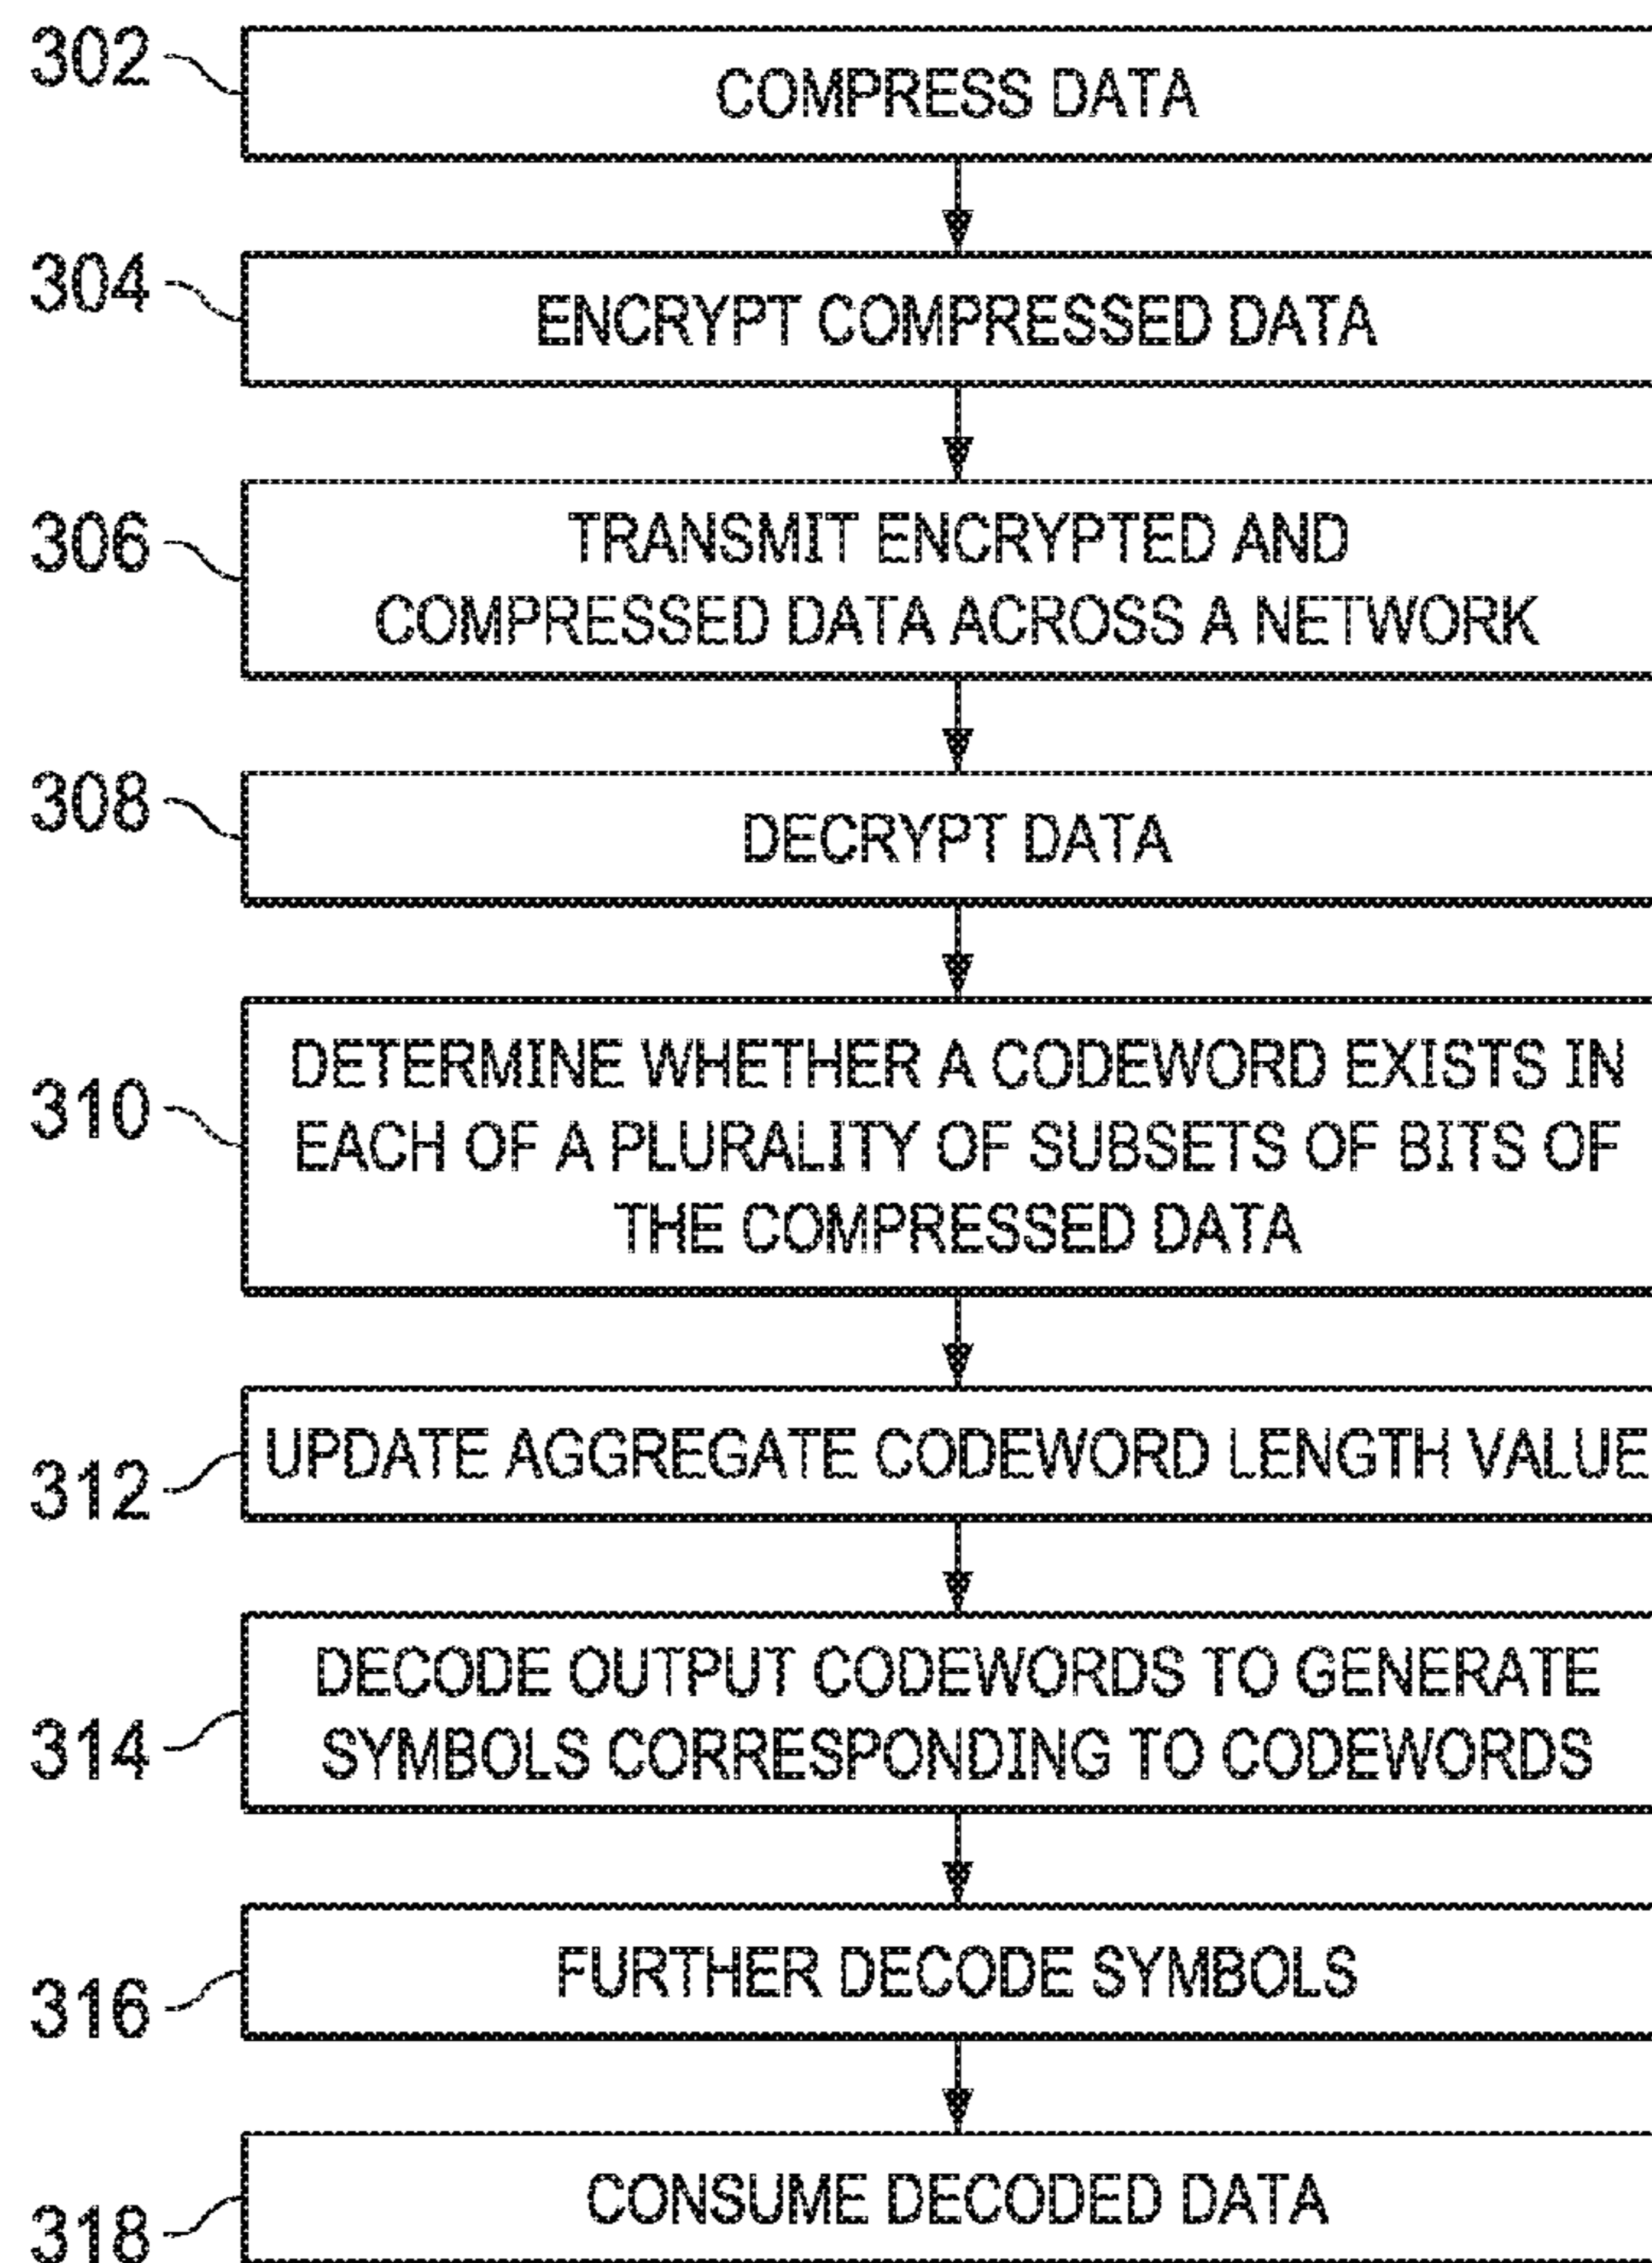 302
COMPRESS DATA
304
ENCRYPT COMPRESSED DATA
306
TRANSMIT ENCRYPTED AND
COMPRESSED DATA ACROSS A NETWORK
308
DECRYPT DATA
310
DETERMINE WHETHER A CODEWORD EXISTS IN
EACH OF A PLURALITY OF SUBSETS OF BITS OF
THE COMPRESSED DATA
312
UPDATE AGGREGATE CODEWORD LENGTH VALUE
314
DECODE OUTPUT CODEWORDS TO GENERATE
SYMBOLS CORRESPONDING TO CODEWORDS
316
FURTHER DECODE SYMBOLS
318
CONSUME DECODED DATA